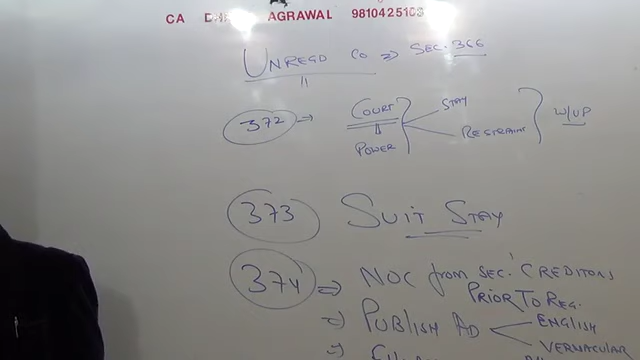 CA AGRAWAL 9810425108
UNREGD CO => SEC. 366
372 => COURT STAY
POWER RESTRAINT W/UP
373 SUIT STAY
374 => NOC from SEC. CREDITORS
PRIOR TO REG.
=> PUBLISH AD ENGLISH
VERNACULAR